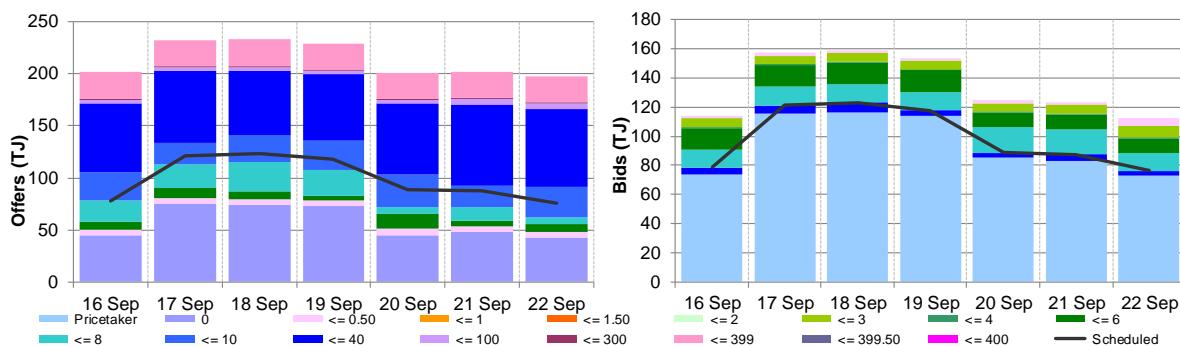 250
200
150
100
50
0
Offers (TJ)
16 Sep 17 Sep 18 Sep 19 Sep 20 Sep 21 Sep 22 Sep
180
160
140
120
100
80
60
40
20
0
Bids (TJ)
16 Sep 17 Sep 18 Sep 19 Sep 20 Sep 21 Sep 22 Sep
Pricetaker 0 <= 0.50 <= 1 <= 1.50 <= 2 <= 3 <= 4 <= 6
<= 8 <= 10 <= 40 <= 100 <= 300 <= 399 <= 399.50 <= 400 Scheduled